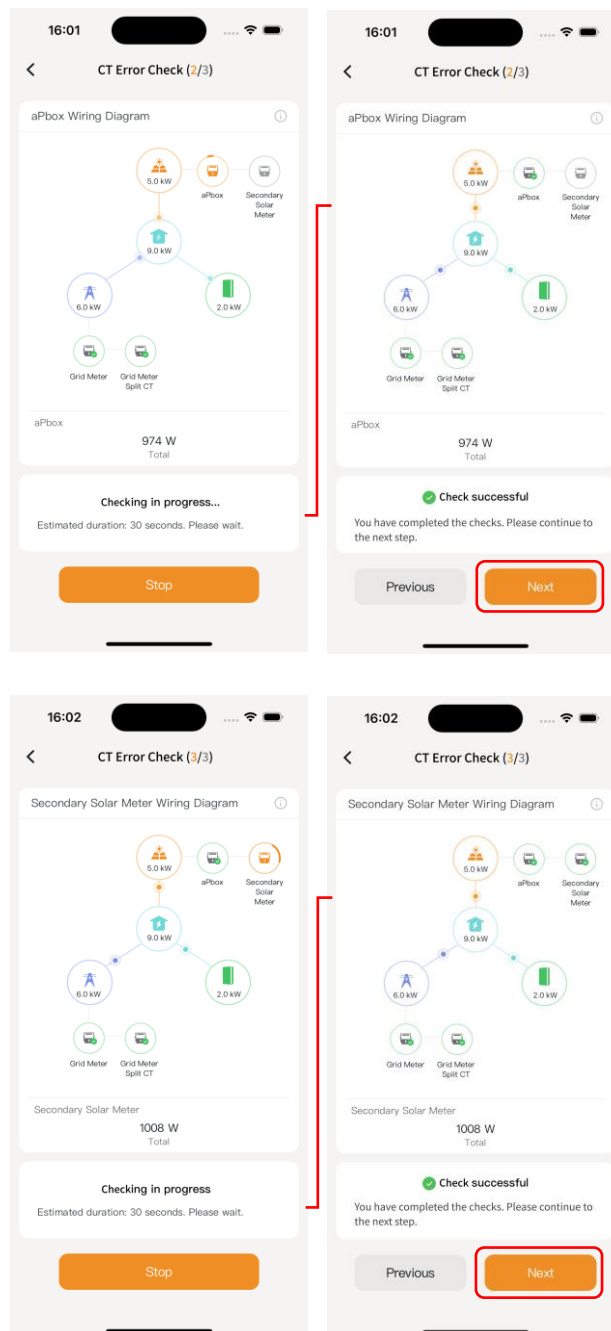 16:01
CT Error Check (2/3)
aPbox Wiring Diagram
5.0 kW
aPbox
Secondary
Solar
Meter
9.0 kW
6.0 kW
2.0 kW
Grid Meter
Grid Meter
Split CT
aPbox
974 W
Total
Checking in progress...
Estimated duration: 30 seconds. Please wait.
Stop
16:01
CT Error Check (2/3)
aPbox Wiring Diagram
5.0 kW
aPbox
Secondary
Solar
Meter
9.0 kW
6.0 kW
2.0 kW
Grid Meter
Grid Meter
Split CT
aPbox
974 W
Total
Check successful
You have completed the checks. Please continue to
the next step.
Previous
Next
16:02
CT Error Check (3/3)
Secondary Solar Meter Wiring Diagram
5.0 kW
aPbox
Secondary
Solar
Meter
9.0 kW
6.0 kW
2.0 kW
Grid Meter
Grid Meter
Split CT
Secondary Solar Meter
1008 W
Total
Checking in progress
Estimated duration: 30 seconds. Please wait.
Stop
16:02
CT Error Check (3/3)
Secondary Solar Meter Wiring Diagram
5.0 kW
aPbox
Secondary
Solar
Meter
9.0 kW
6.0 kW
2.0 kW
Grid Meter
Grid Meter
Split CT
Secondary Solar Meter
1008 W
Total
Check successful
You have completed the checks. Please continue to
the next step.
Previous
Next